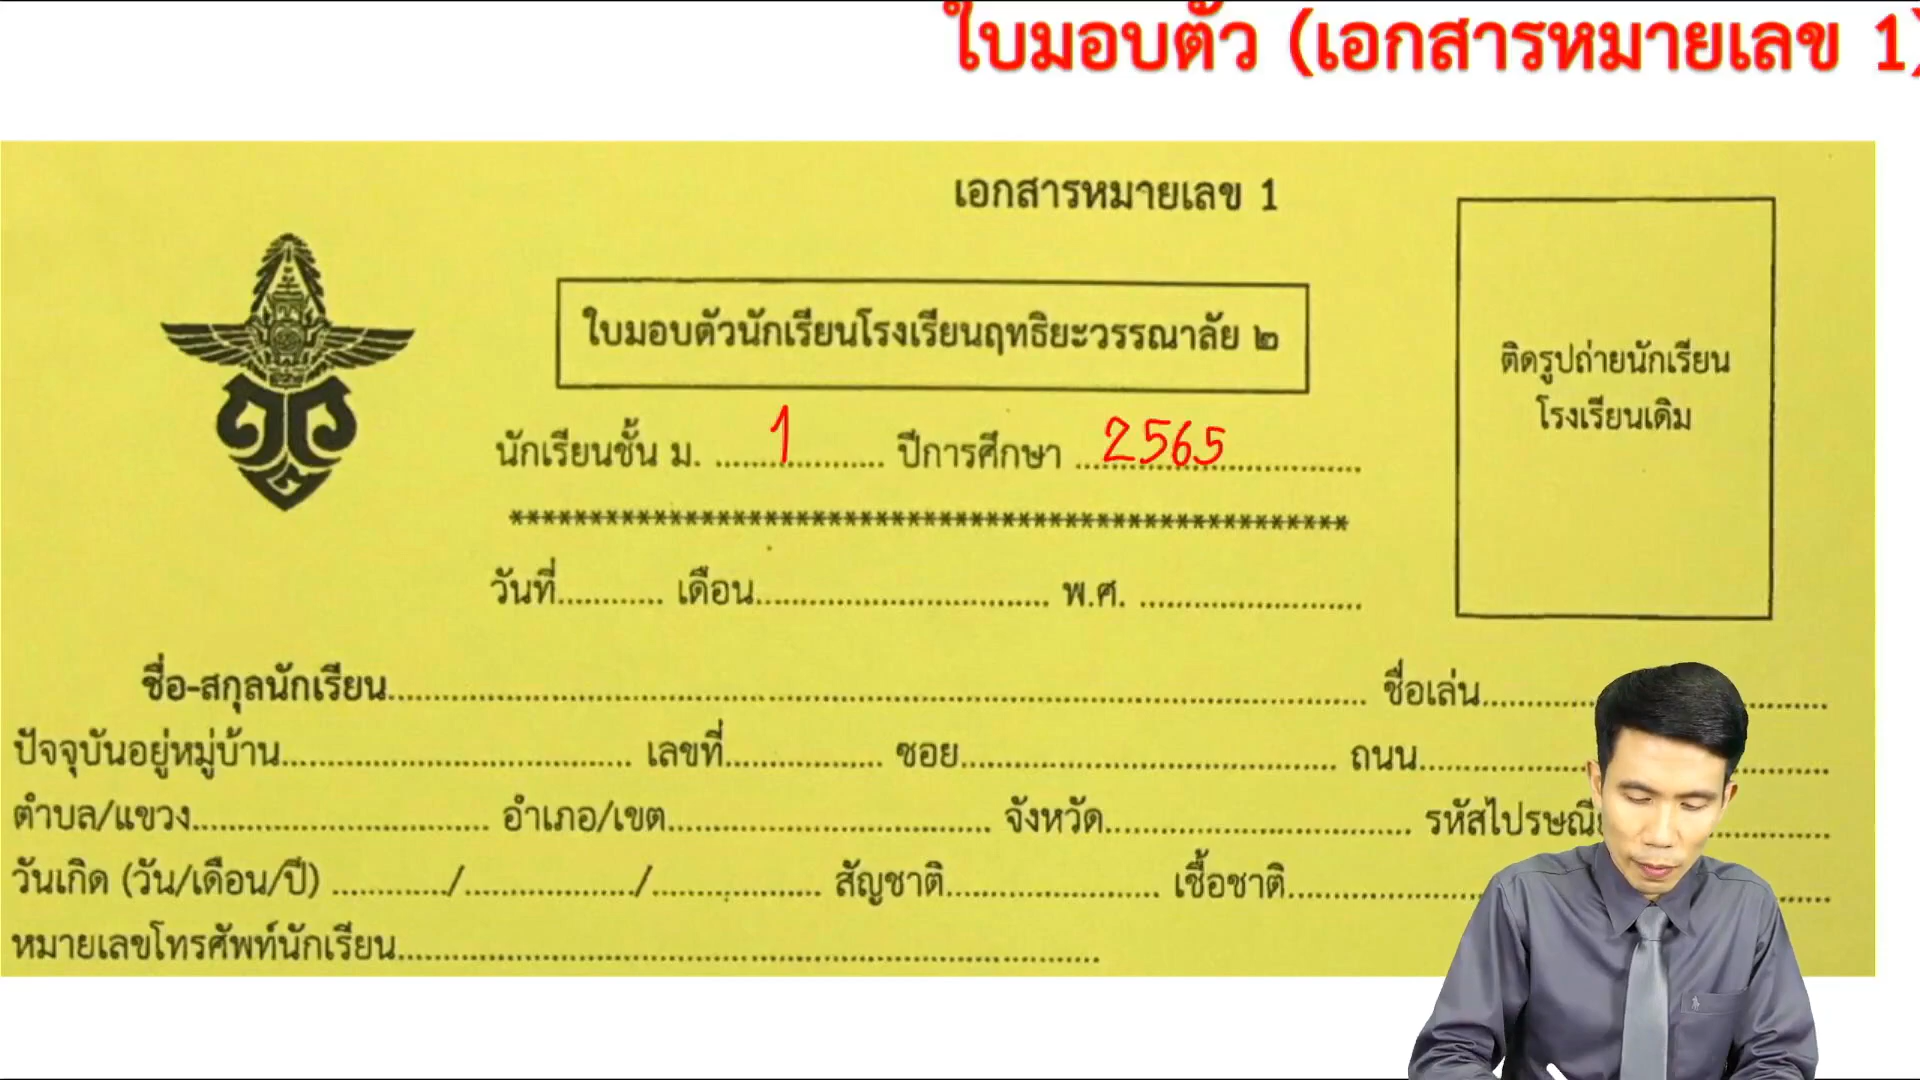 ใบมอบตัว (เอกสารหมายเลข 1)
เอกสารหมายเลข 1
ใบมอบตัวนักเรียนโรงเรียนฤทธิยะวรรณาลัย ๒
ติดรูปถ่ายนักเรียน
โรงเรียนเดิม
นักเรียนชั้น ม. ........1........ ปีการศึกษา ...2565..............
*****************************************************
วันที่............ เดือน................................. พ.ศ. .........................
ชื่อ-สกุลนักเรียน.................................................................................................... ชื่อเล่น..............................
ปัจจุบันอยู่หมู่บ้าน.................................... เลขที่................ ซอย....................................... ถนน..............................
ตำบล/แขวง............................... อำเภอ/เขต.................................. จังหวัด................................ รหัสไปรษณี............
วันเกิด (วัน/เดือน/ปี) ............/................../.................. สัญชาติ...................... เชื้อชาติ..............................
หมายเลขโทรศัพท์นักเรียน........................................................................